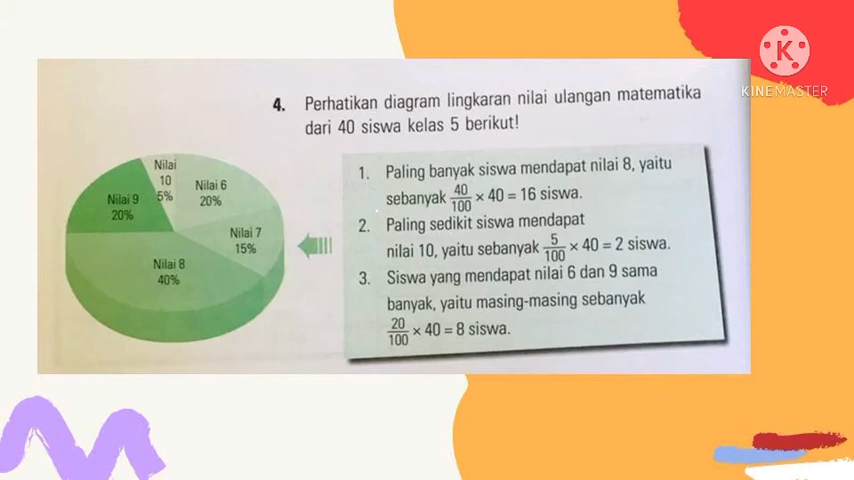 KINEMASTER
4. Perhatikan diagram lingkaran nilai ulangan matematika
dari 40 siswa kelas 5 berikut!
Nilai
10
5%
Nilai 6
20%
Nilai 9
20%
Nilai 7
15%
Nilai 8
40%
1. Paling banyak siswa mendapat nilai 8, yaitu
sebanyak 40/100 × 40 = 16 siswa.
2. Paling sedikit siswa mendapat
nilai 10, yaitu sebanyak 5/100 × 40 = 2 siswa.
3. Siswa yang mendapat nilai 6 dan 9 sama
banyak, yaitu masing-masing sebanyak
20/100 × 40 = 8 siswa.